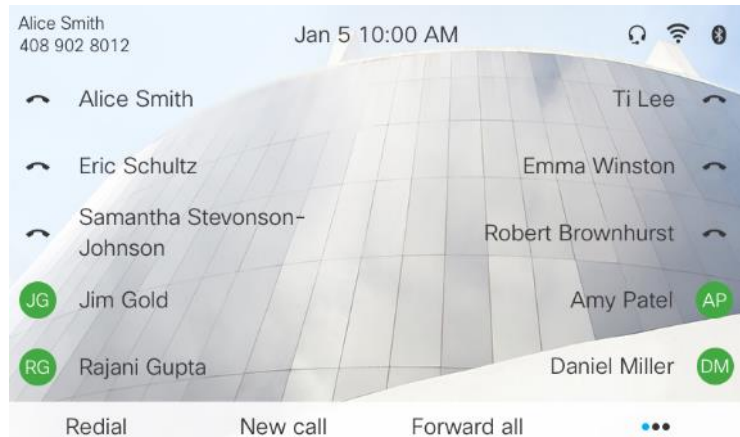 Alice Smith
408 902 8012
Jan 5 10:00 AM
Alice Smith
Ti Lee
Eric Schultz
Emma Winston
Samantha Stevonson-
Johnson
Robert Brownhurst
JG Jim Gold
Amy Patel AP
RG Rajani Gupta
Daniel Miller DM
Redial New call Forward all